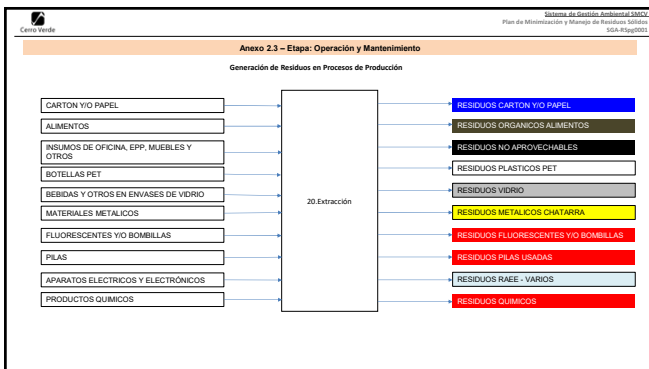 Cerro Verde
Sistema de Gestión Ambiental SMCV
Plan de Minimización y Manejo de Residuos Sólidos
SGA-RSpg0001
Anexo 2.3 – Etapa: Operación y Mantenimiento
Generación de Residuos en Procesos de Producción
CARTON Y/O PAPEL
ALIMENTOS
INSUMOS DE OFICINA, EPP, MUEBLES Y
OTROS
BOTELLAS PET
BEBIDAS Y OTROS EN ENVASES DE VIDRIO
MATERIALES METALICOS
FLUORESCENTES Y/O BOMBILLAS
PILAS
APARATOS ELECTRICOS Y ELECTRÓNICOS
PRODUCTOS QUIMICOS
20.Extracción
RESIDUOS CARTON Y/O PAPEL
RESIDUOS ORGANICOS ALIMENTOS
RESIDUOS NO APROVECHABLES
RESIDUOS PLASTICOS PET
RESIDUOS VIDRIO
RESIDUOS METALICOS CHATARRA
RESIDUOS FLUORESCENTES Y/O BOMBILLAS
RESIDUOS PILAS USADAS
RESIDUOS RAEE - VARIOS
RESIDUOS QUIMICOS